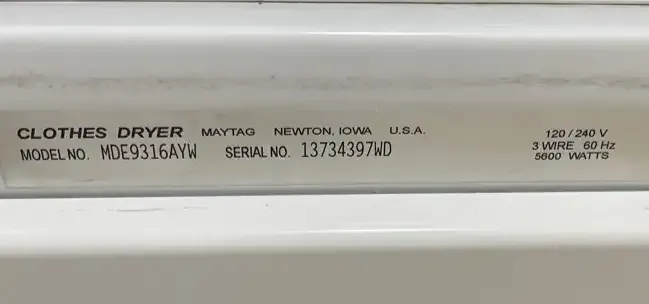 CLOTHES DRYER MAYTAG NEWTON, IOWA U.S.A.
MODEL NO. MDE9316AYW SERIAL NO. 13734397WD
120 / 240 V
3 WIRE 60 Hz
5600 WATTS